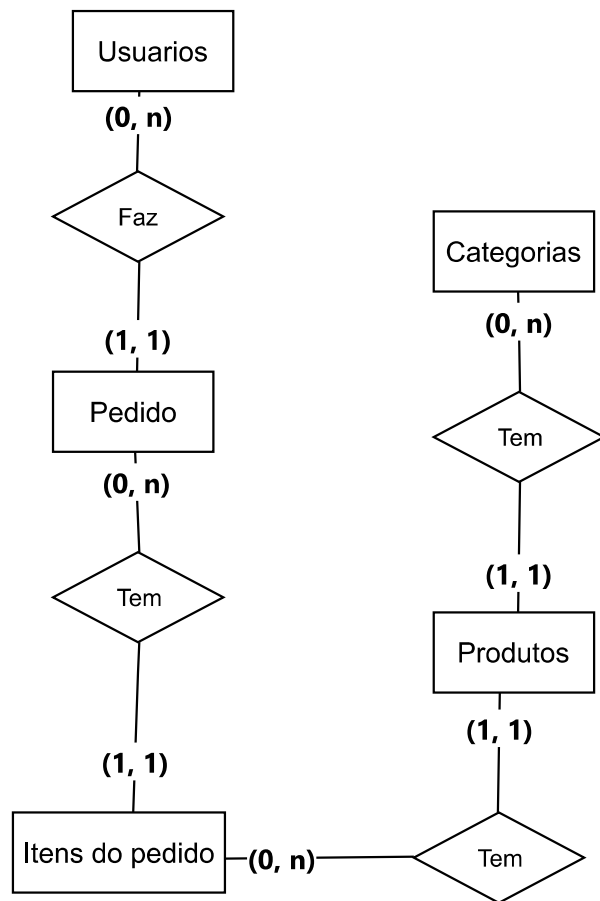 Usuarios
(0, n)
Faz
(1, 1)
Pedido
(0, n)
Tem
(1, 1)
Itens do pedido
(0, n)
Tem
(1, 1)
Produtos
(1, 1)
Tem
(0, n)
Categorias